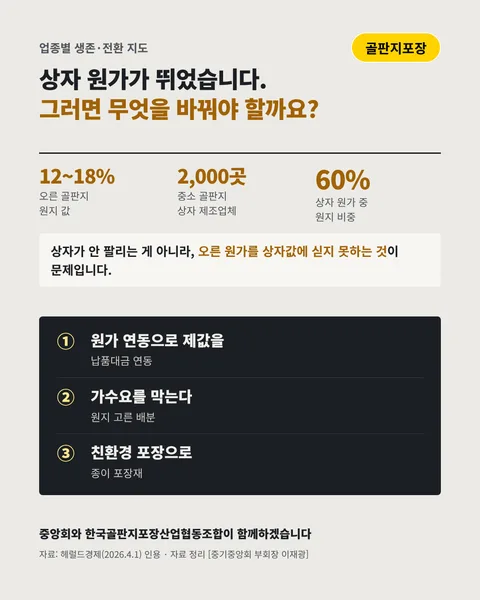 업종별 생존·전환 지도
골판지포장
상자 원가가 뛰었습니다.
그러면 무엇을 바꿔야 할까요?
12~18%
오른 골판지
원지 값
2,000곳
중소 골판지
상자 제조업체
60%
상자 원가 중
원지 비중
상자가 안 팔리는 게 아니라, 오른 원가를 상자값에 싣지 못하는 것이
문제입니다.
1 원가 연동으로 제값을
납품대금 연동
2 가수요를 막는다
원지 고른 배분
3 친환경 포장으로
종이 포장재
중앙회와 한국골판지포장산업협동조합이 함께하겠습니다
자료: 헤럴드경제(2026.4.1) 인용 · 자료 정리 [중기중앙회 부회장 이재광]